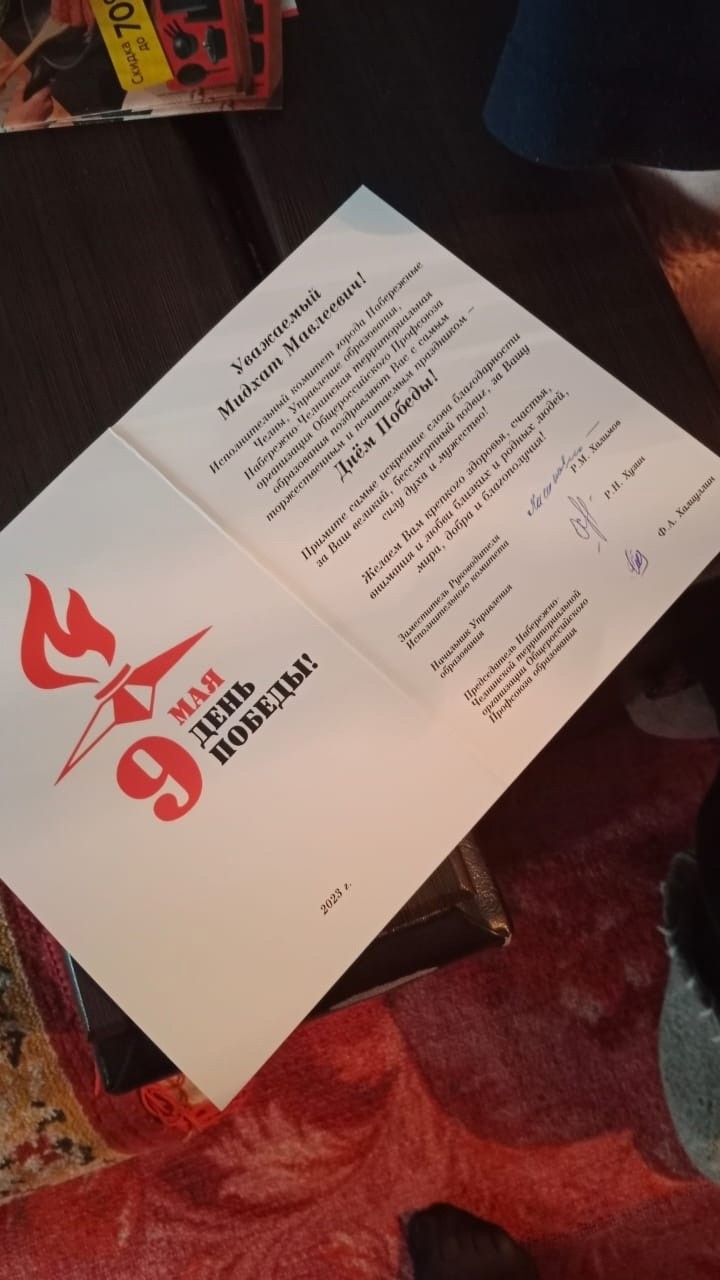 Скидка 70%
до
Уважаемый
Мидхат Мавлеевич!
Исполнительный комитет города Набережные
Челны, Управление образования,
Набережно-Челнинская территориальная
организация Общероссийского Профсоюза
образования поздравляют Вас с самым
торжественным и почитаемым праздником –
Днём Победы!
Примите самые искренние слова благодарности
за Ваш великий, бессмертный подвиг, за Вашу
силу духа и мужество!
Желаем Вам крепкого здоровья, счастья,
внимания и любви близких и родных людей,
мира, добра и благополучия!
Заместитель Руководителя
Исполнительного комитета
Р.М. Халимов
Начальник Управления
образования
Р.Н. Хузин
Председатель Набережно-
Челнинской территориальной
организации Общероссийского
Профсоюза образования
Ф.А. Хамидуллин
9
МАЯ
ДЕНЬ
ПОБЕДЫ!
2023 г.